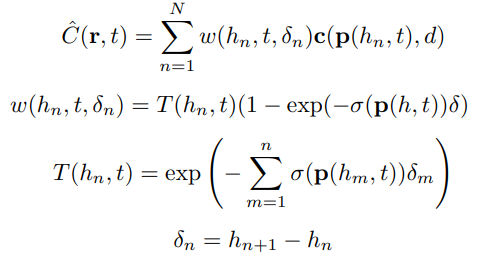 Ĉ(𝐫, t) = ∑_{n=1}^{N} w(h_n, t, δ_n)𝐜(𝐩(h_n, t), d)
w(h_n, t, δ_n) = T(h_n, t)(1 − exp(−σ(𝐩(h, t))δ)
T(h_n, t) = exp(−∑_{m=1}^{n} σ(𝐩(h_m, t))δ_m)
δ_n = h_{n+1} − h_n